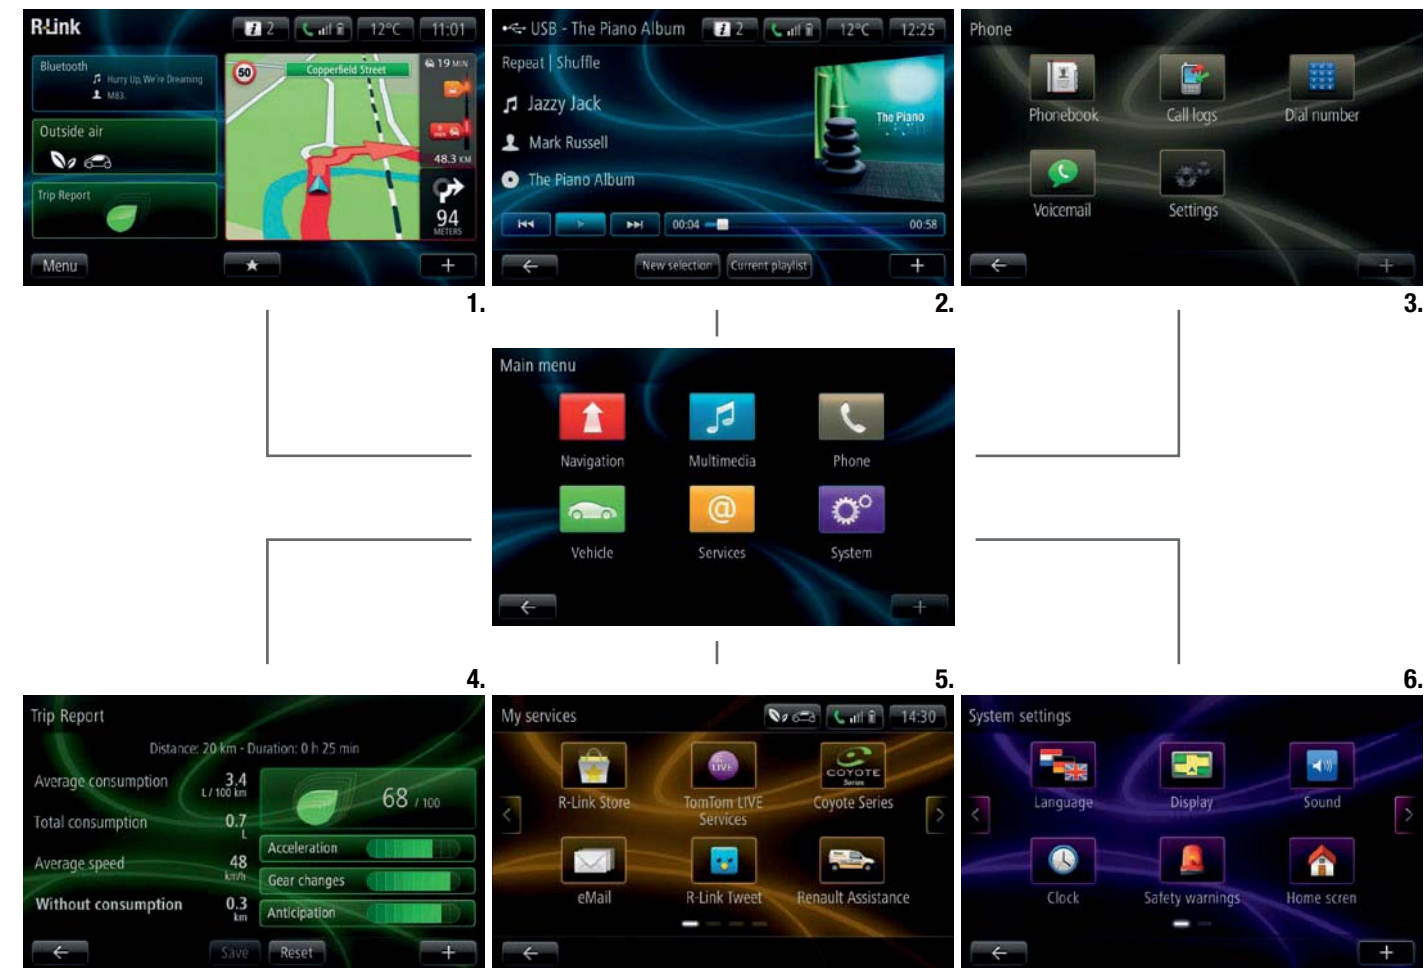 R-Link
2
12°C
11:01
Bluetooth
Hurry Up, We're Dreaming
M83.
Outside air
Trip Report
50
Copperfield Street
19 MIN
48.3 KM
94
METERS
Menu
1.
USB - The Piano Album
2
12°C
12:25
Repeat | Shuffle
Jazzy Jack
Mark Russell
The Piano Album
The Piano
00:04
00:58
New selection
Current playlist
2.
Phone
Phonebook
Call logs
Dial number
Voicemail
Settings
3.
Main menu
Navigation
Multimedia
Phone
Vehicle
@
Services
System
4.
Trip Report
Distance: 20 km - Duration: 0 h 25 min
Average consumption 3.4
L / 100 km
Total consumption 0.7
L
Average speed 48
km/h
Without consumption 0.3
km
68 / 100
Acceleration
Gear changes
Anticipation
Save
Reset
5.
My services
14:30
R-Link Store
LIVE
TomTom LIVE
Services
COYOTE
Series
Coyote Series
eMail
R-Link Tweet
Renault Assistance
6.
System settings
Language
Display
Sound
Clock
Safety warnings
Home scren